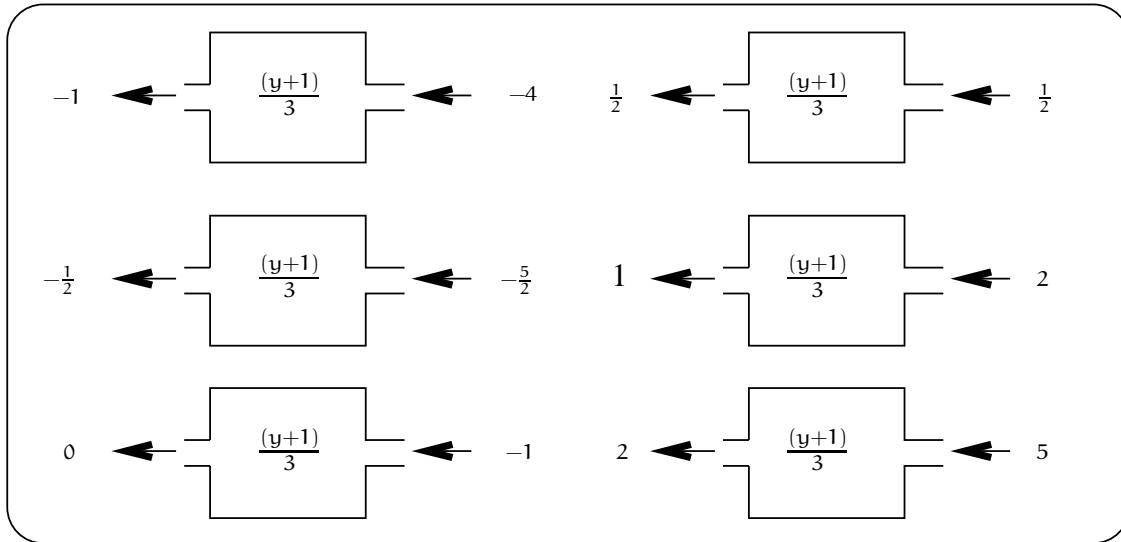 −1 (y+1)/3 −4 1/2 (y+1)/3 1/2
−1/2 (y+1)/3 −5/2 1 (y+1)/3 2
0 (y+1)/3 −1 2 (y+1)/3 5